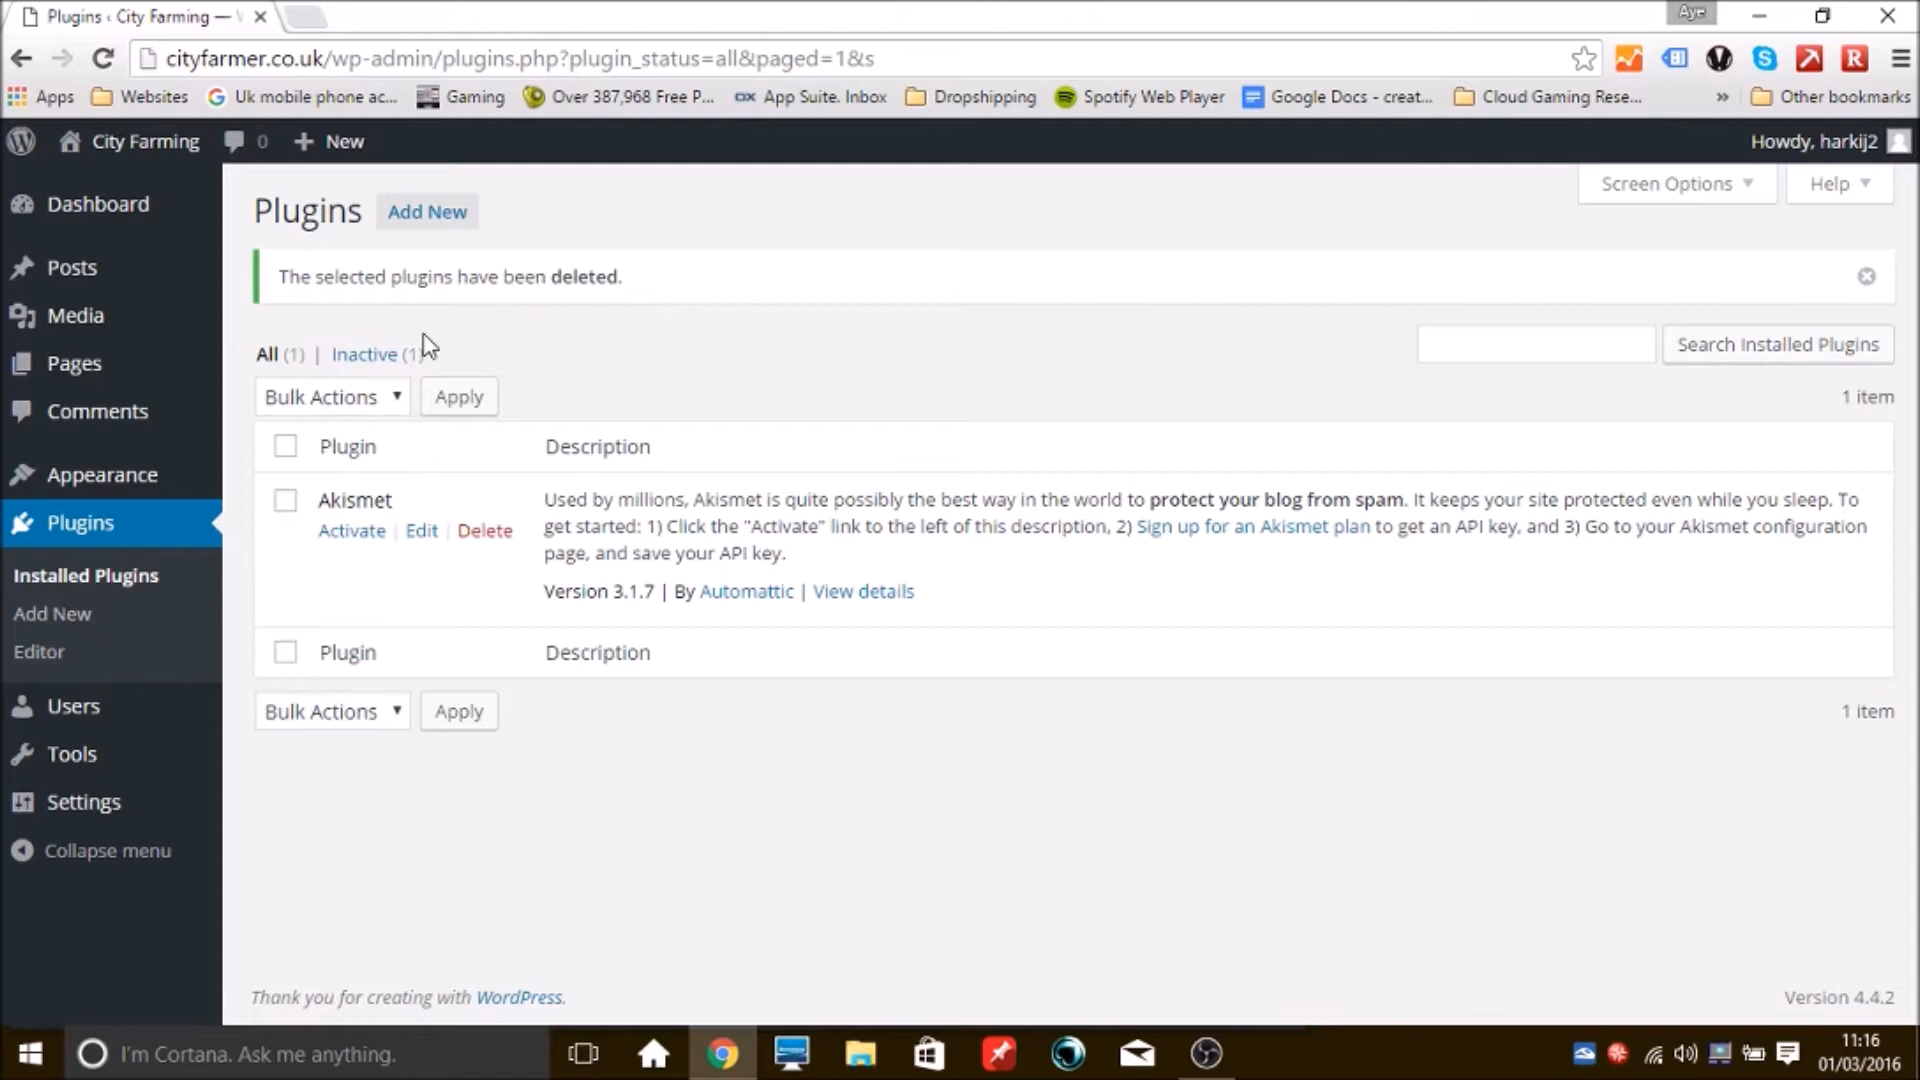 Plugins ‹ City Farming —
Aye
cityfarmer.co.uk/wp-admin/plugins.php?plugin_status=all&paged=1&s
Apps Websites Uk mobile phone ac... Gaming Over 387,968 Free P... App Suite. Inbox Dropshipping Spotify Web Player Google Docs - creat... Cloud Gaming Rese... » Other bookmarks
City Farming 0 + New Howdy, harkij2
Screen Options Help
Dashboard
Posts
Media
Pages
Comments
Appearance
Plugins
Installed Plugins
Add New
Editor
Users
Tools
Settings
Collapse menu
Plugins Add New
The selected plugins have been deleted.
All (1) | Inactive (1)
Search Installed Plugins
Bulk Actions Apply 1 item
Plugin Description
Akismet
Activate | Edit | Delete
Used by millions, Akismet is quite possibly the best way in the world to protect your blog from spam. It keeps your site protected even while you sleep. To
get started: 1) Click the "Activate" link to the left of this description, 2) Sign up for an Akismet plan to get an API key, and 3) Go to your Akismet configuration
page, and save your API key.
Version 3.1.7 | By Automattic | View details
Plugin Description
Bulk Actions Apply 1 item
Thank you for creating with WordPress. Version 4.4.2
I'm Cortana. Ask me anything.
11:16
01/03/2016